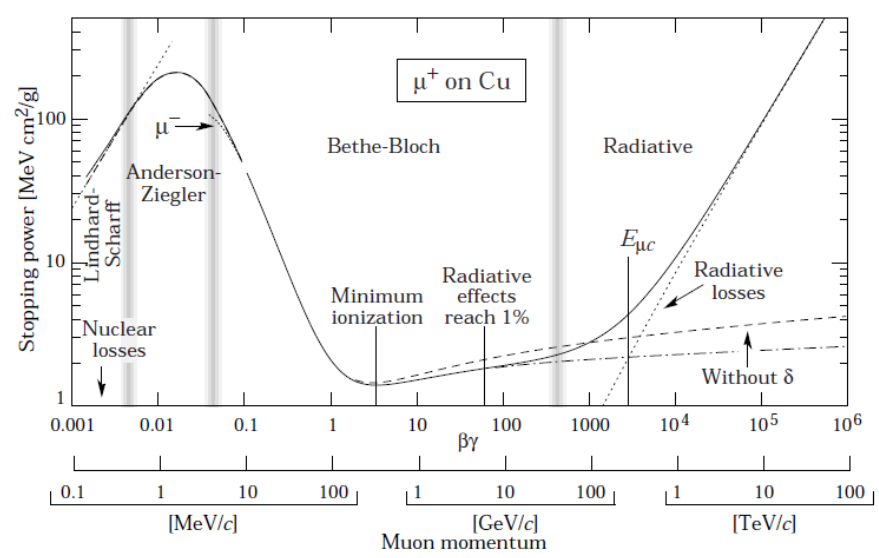 Stopping power [MeV cm²/g]
100
10
1
μ⁺ on Cu
μ⁻
Bethe-Bloch
Radiative
Anderson-
Ziegler
Lindhard-
Scharff
Eμc
Radiative
losses
Minimum
ionization
Radiative
effects
reach 1%
Nuclear
losses
Without δ
0.001 0.01 0.1 1 10 100 1000 10⁴ 10⁵ 10⁶
βγ
0.1 1 10 100 1 10 100 1 10 100
[MeV/c] [GeV/c] [TeV/c]
Muon momentum